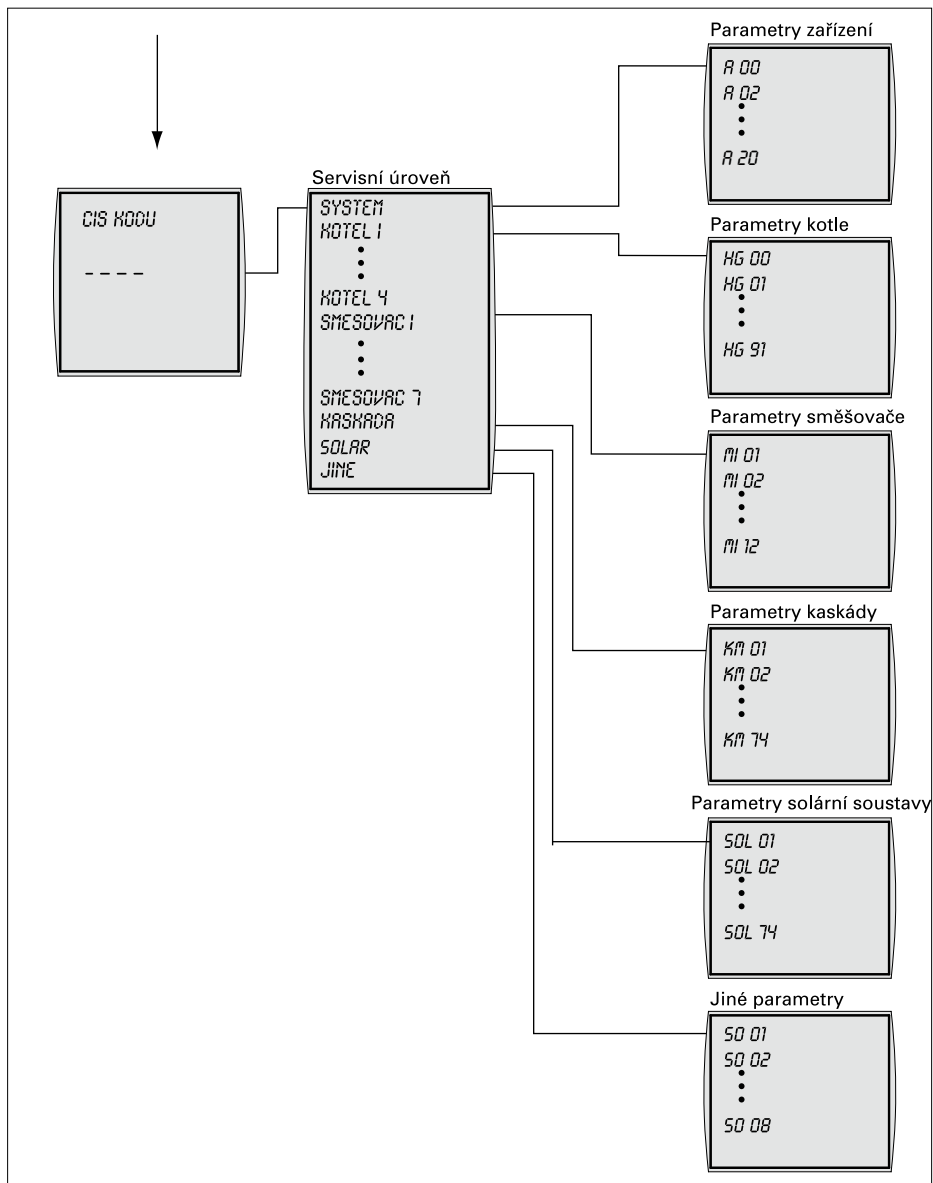 CIS KODU
– – – –
Servisní úroveň
SYSTEM
KOTEL 1
KOTEL 4
SMESOVAC 1
SMESOVAC 7
KASKADA
SOLAR
JINE
Parametry zařízení
A 00
A 02
A 20
Parametry kotle
HG 00
HG 01
HG 91
Parametry směšovače
MI 01
MI 02
MI 12
Parametry kaskády
KM 01
KM 02
KM 74
Parametry solární soustavy
SOL 01
SOL 02
SOL 74
Jiné parametry
SO 01
SO 02
SO 08